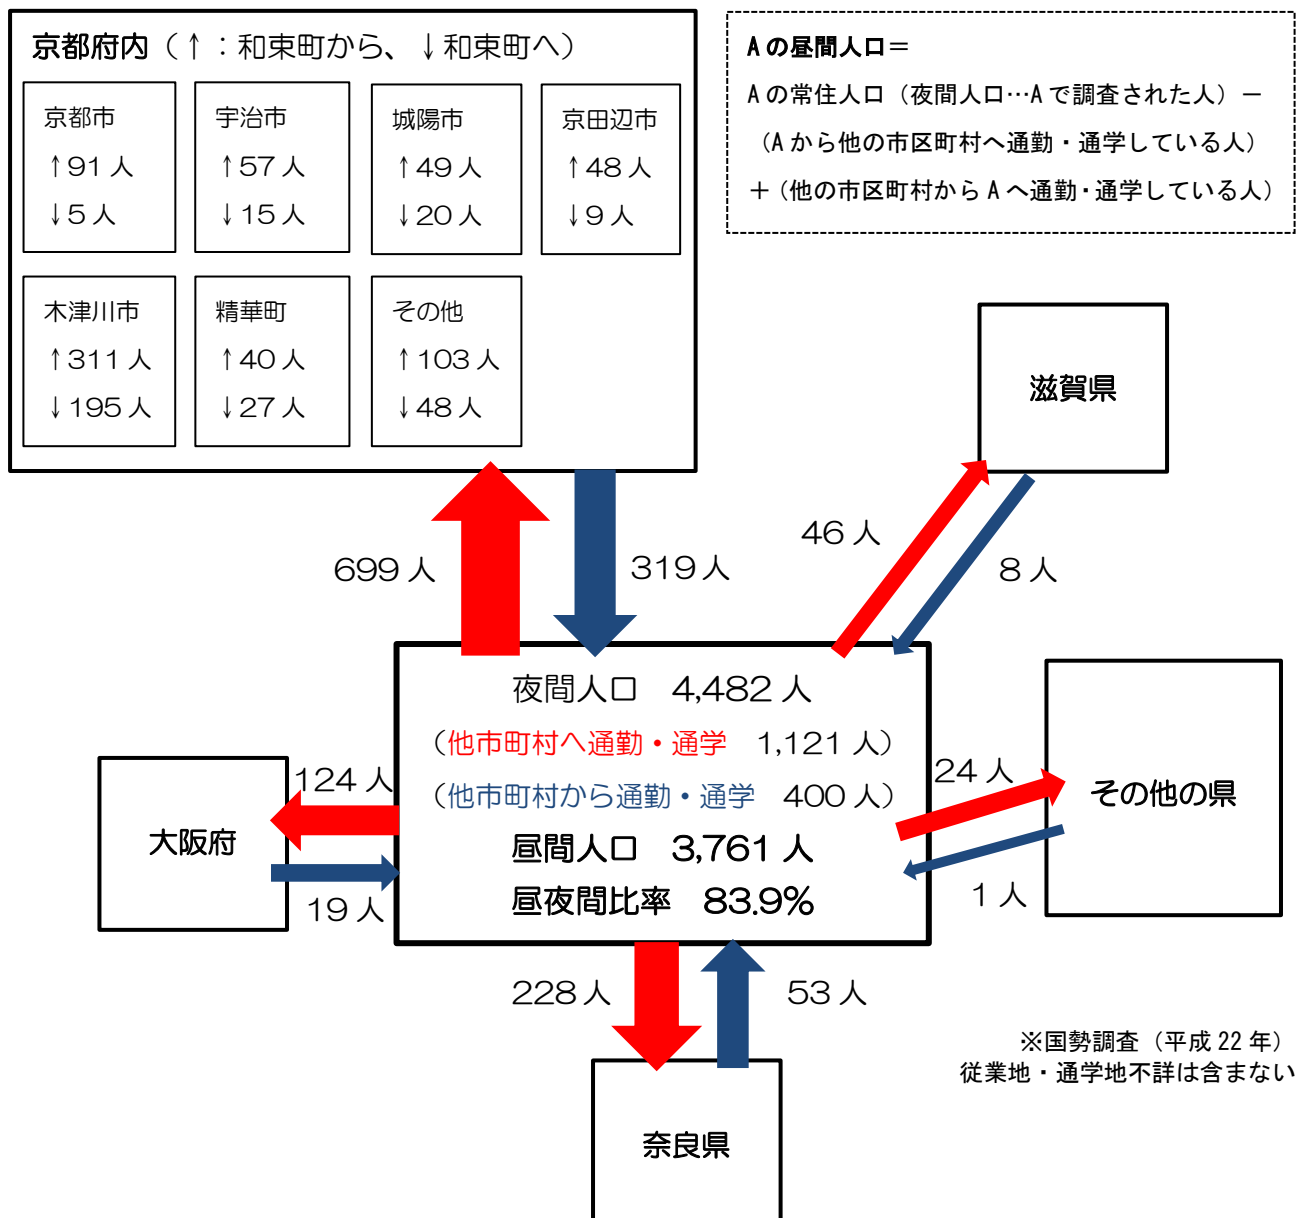 京都府内（↑：和束町から、↓和束町へ）
京都市
↑91人
↓5人
宇治市
↑57人
↓15人
城陽市
↑49人
↓20人
京田辺市
↑48人
↓9人
木津川市
↑311人
↓195人
精華町
↑40人
↓27人
その他
↑103人
↓48人
Aの昼間人口＝
Aの常住人口（夜間人口…Aで調査された人）－
（Aから他の市区町村へ通勤・通学している人）
＋（他の市区町村からAへ通勤・通学している人）
滋賀県
46人
8人
699人
319人
夜間人口　4,482人
（他市町村へ通勤・通学　1,121人）
（他市町村から通勤・通学　400人）
昼間人口　3,761人
昼夜間比率　83.9%
124人
大阪府
19人
24人
その他の県
1人
228人
53人
奈良県
※国勢調査（平成22年）
従業地・通学地不詳は含まない